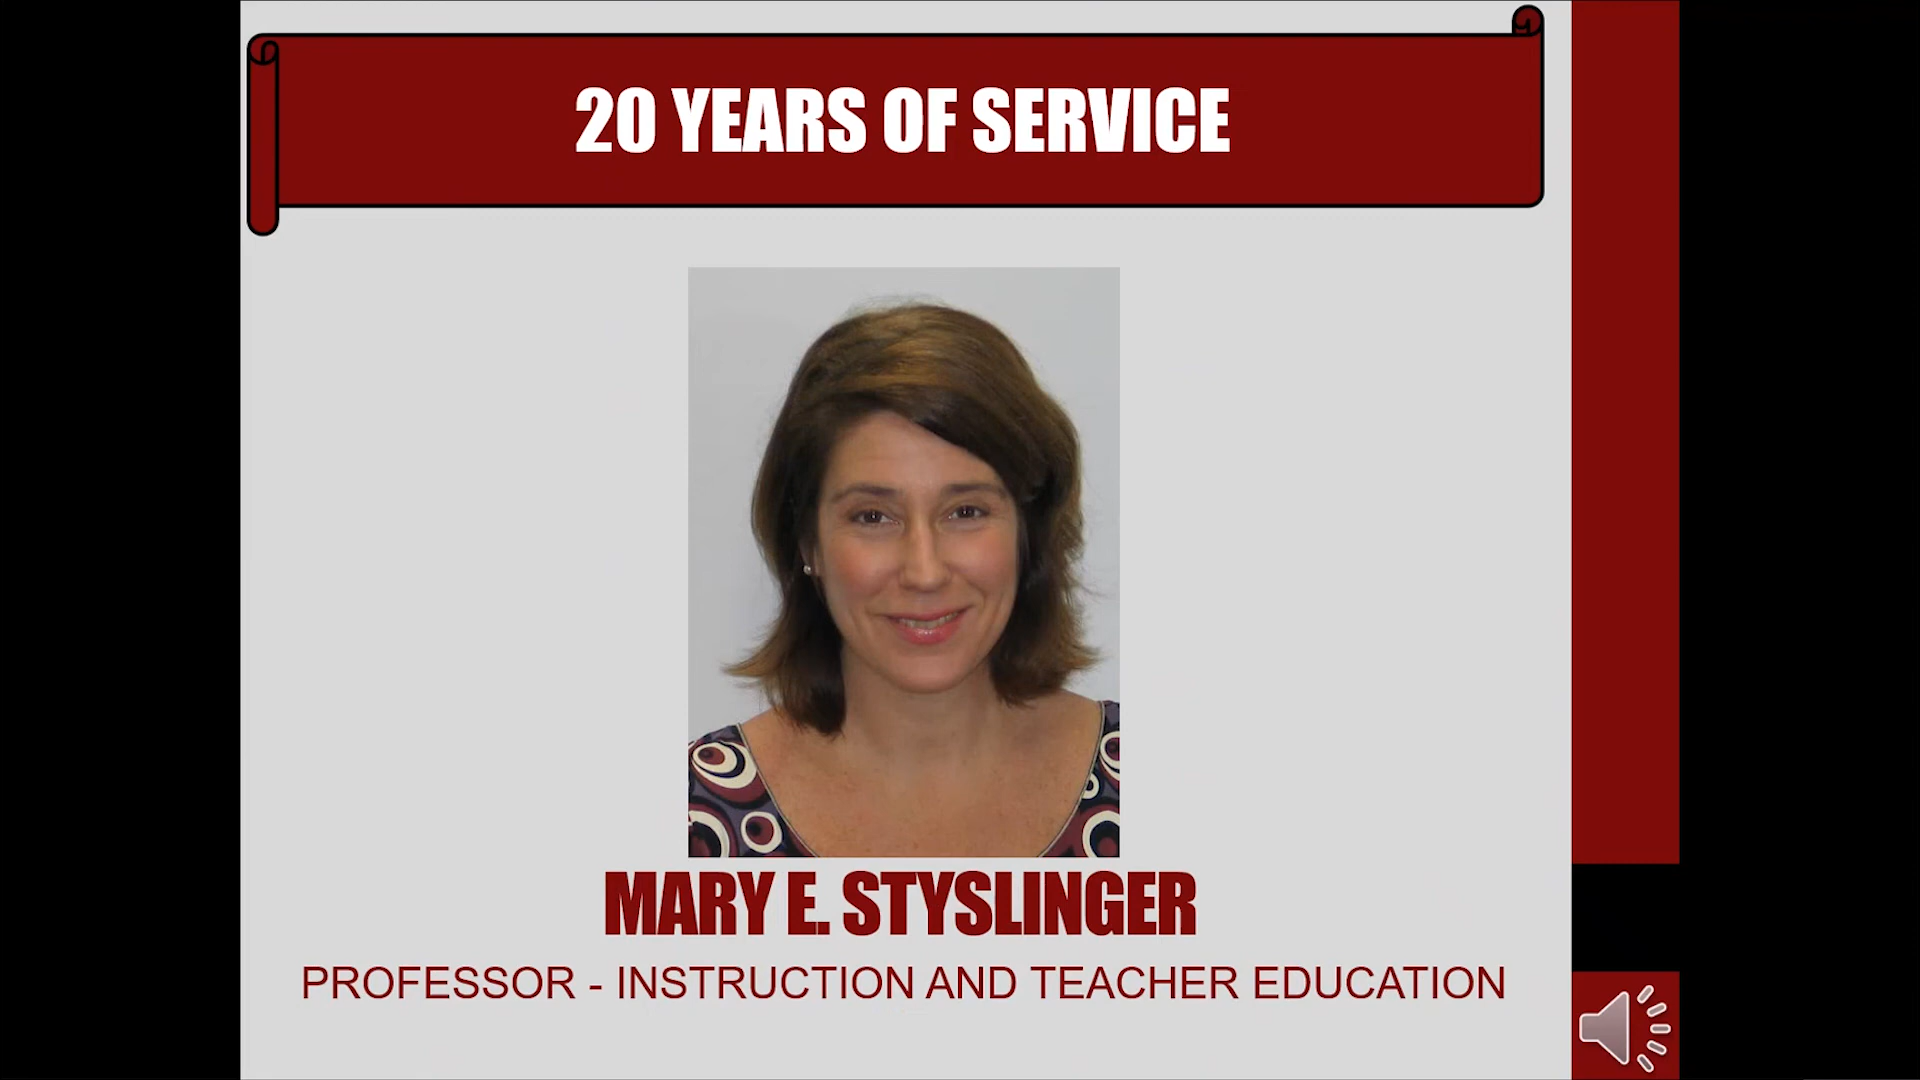 20 YEARS OF SERVICE
MARY E. STYSLINGER
PROFESSOR - INSTRUCTION AND TEACHER EDUCATION